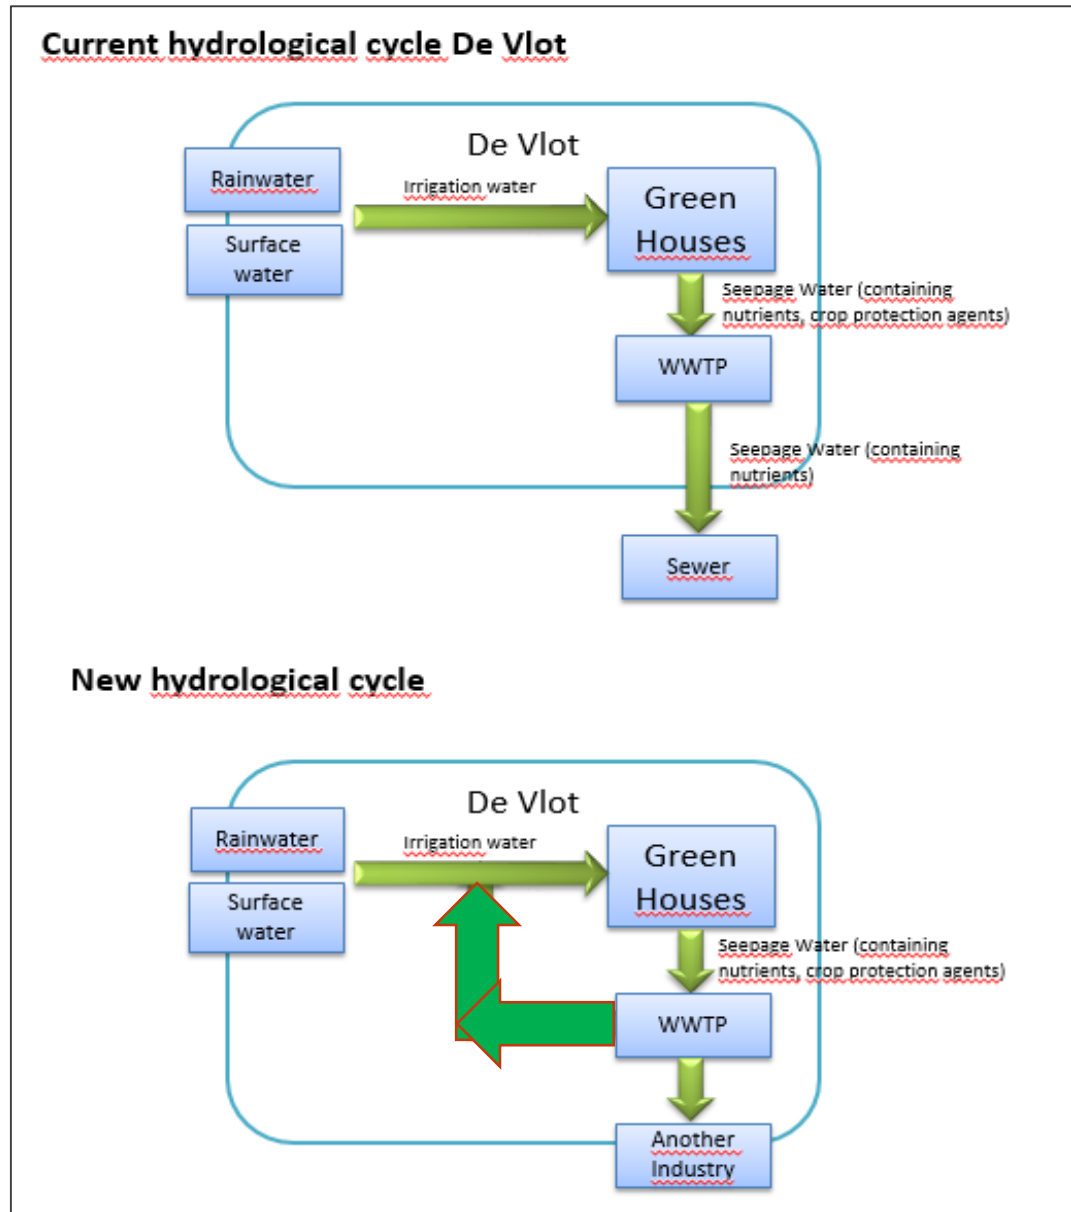 Current hydrological cycle De Vlot
De Vlot
Rainwater
Irrigation water
Green
Houses
Surface
water
Seepage Water (containing
nutrients, crop protection agents)
WWTP
Seepage Water (containing
nutrients)
Sewer
New hydrological cycle
De Vlot
Rainwater
Irrigation water
Green
Houses
Surface
water
Seepage Water (containing
nutrients, crop protection agents)
WWTP
Another
Industry